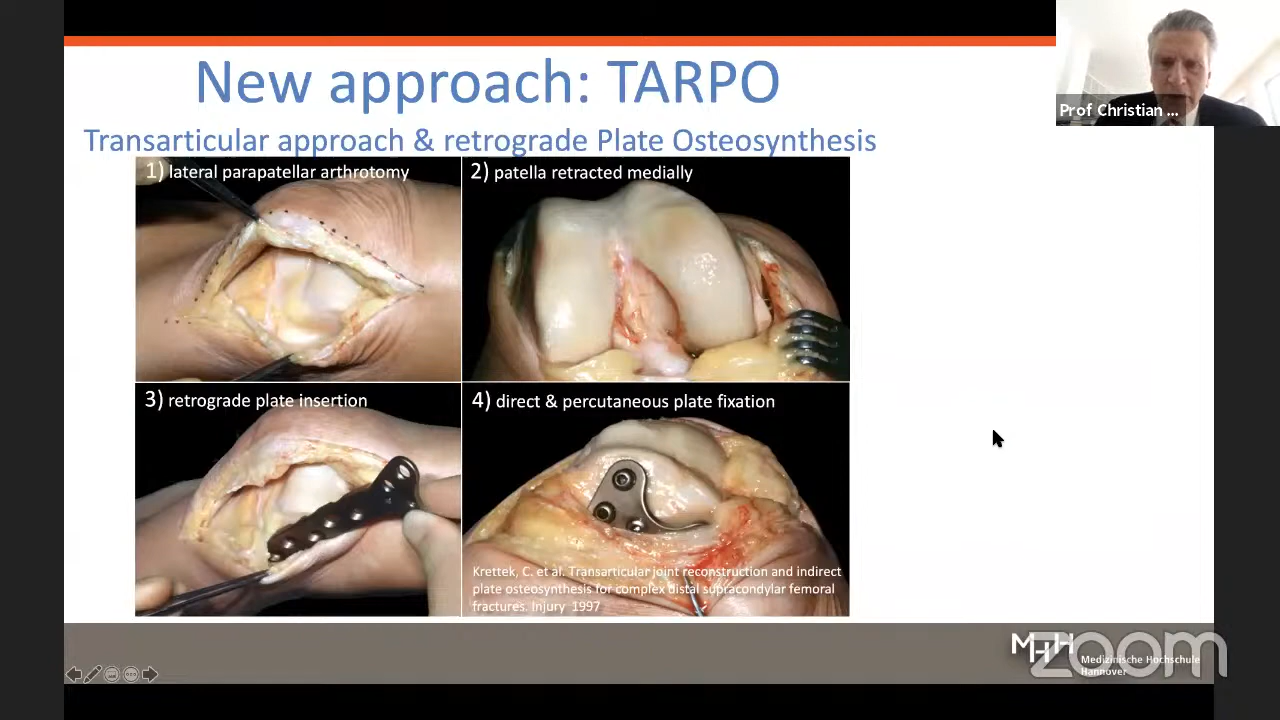 New approach: TARPO
Prof Christian ...
Transarticular approach & retrograde Plate Osteosynthesis
1) lateral parapatellar arthrotomy
2) patella retracted medially
3) retrograde plate insertion
4) direct & percutaneous plate fixation
Krettek, C. et al. Transarticular joint reconstruction and indirect
plate osteosynthesis for complex distal supracondylar femoral
fractures. Injury 1997
MHH
Medizinische Hochschule
Hannover
zoom